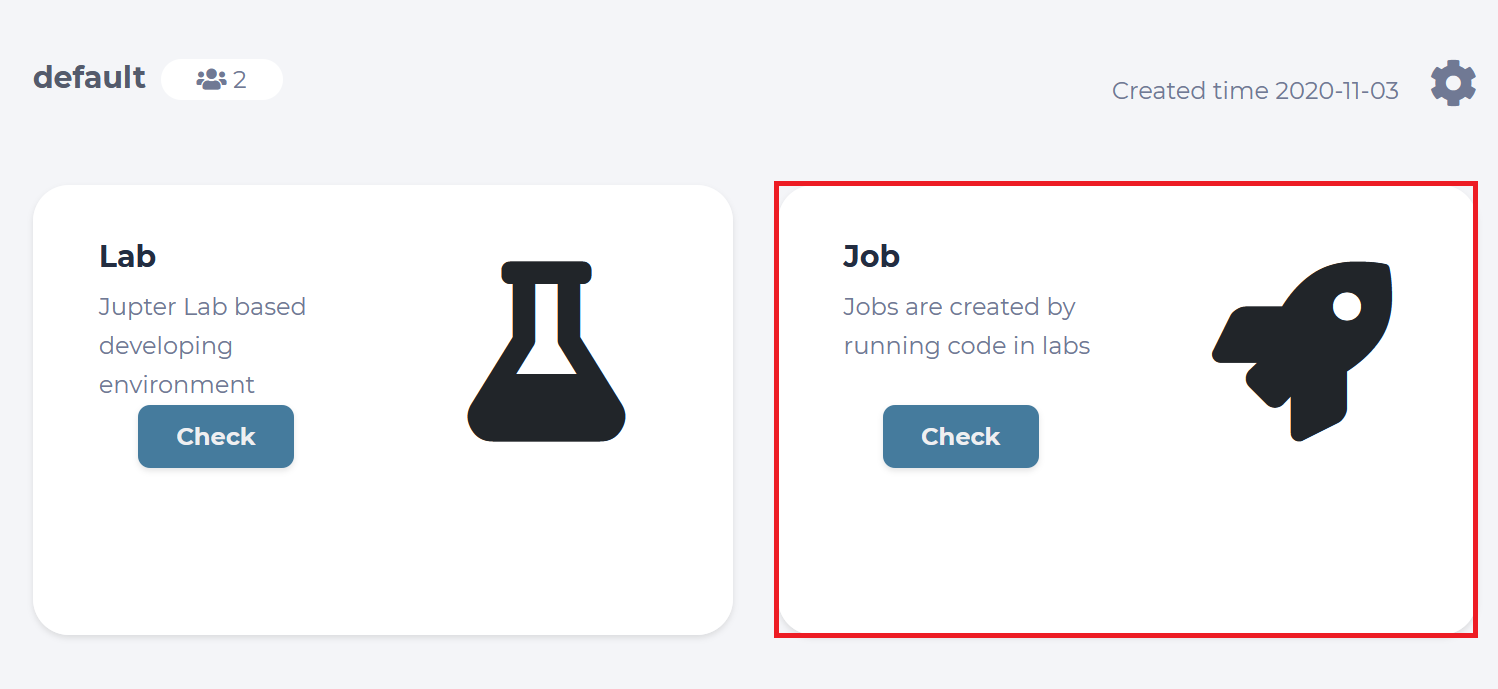 default 2
Created time 2020-11-03
Lab
Jupter Lab based
developing
environment
Check
Job
Jobs are created by
running code in labs
Check